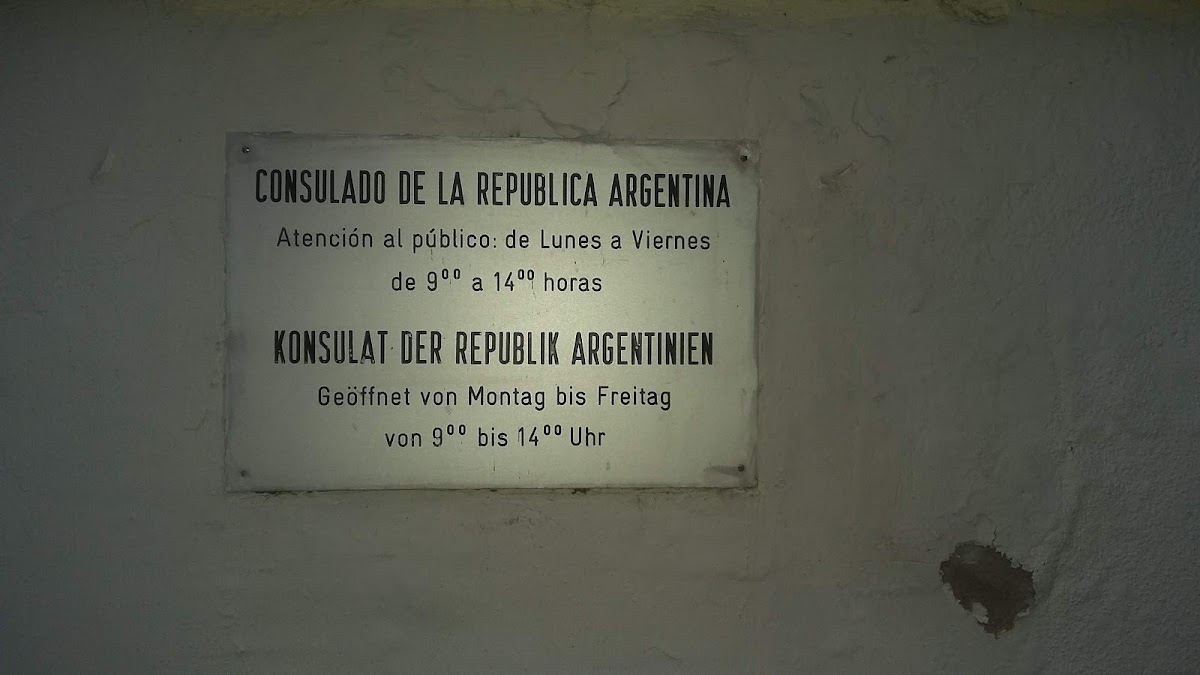 CONSULADO DE LA REPUBLICA ARGENTINA
Atención al público: de Lunes a Viernes
de 9⁰⁰ a 14⁰⁰ horas
KONSULAT DER REPUBLIK ARGENTINIEN
Geöffnet von Montag bis Freitag
von 9⁰⁰ bis 14⁰⁰ Uhr